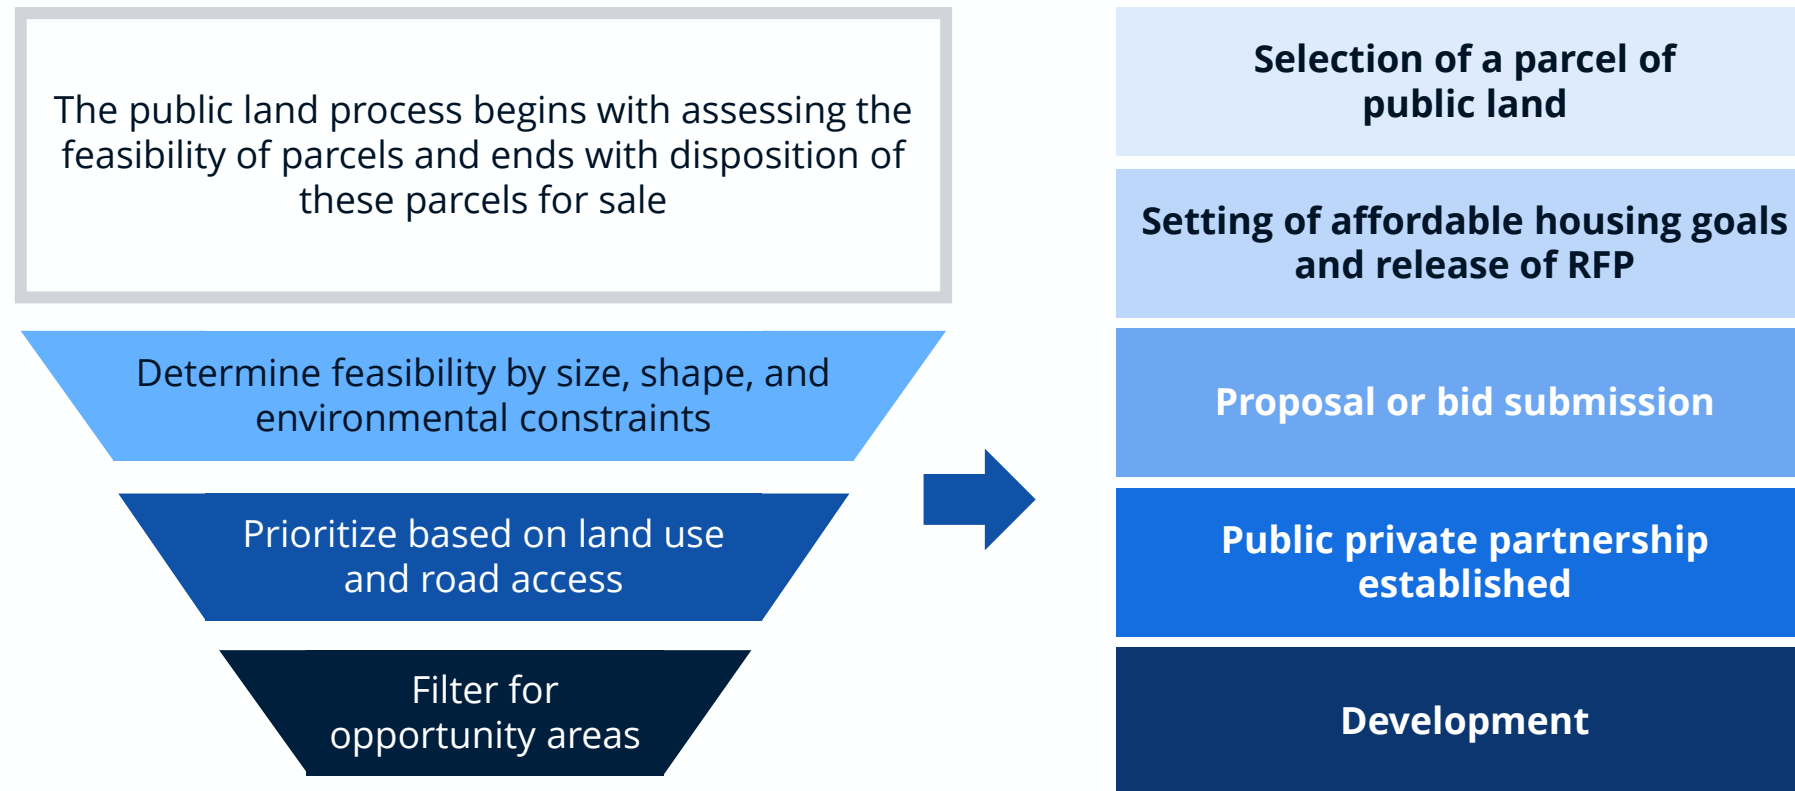 The public land process begins with assessing the
feasibility of parcels and ends with disposition of
these parcels for sale
Determine feasibility by size, shape, and
environmental constraints
Prioritize based on land use
and road access
Filter for
opportunity areas
Selection of a parcel of
public land
Setting of affordable housing goals
and release of RFP
Proposal or bid submission
Public private partnership
established
Development